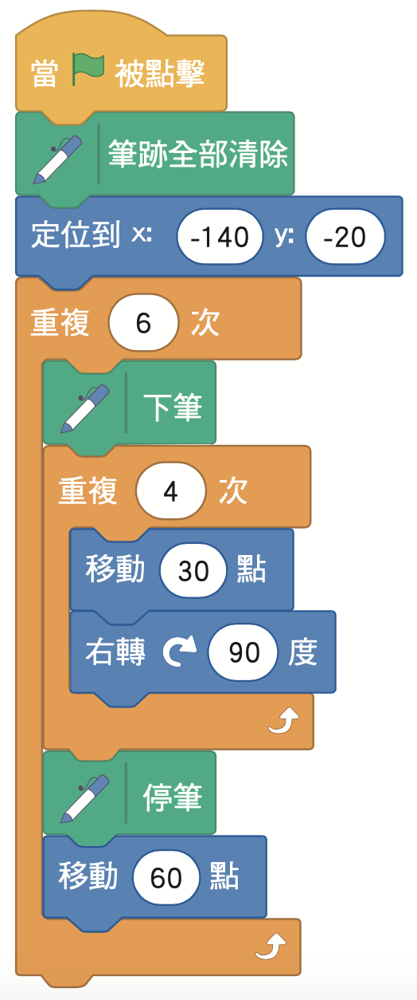 當 被點擊
筆跡全部清除
定位到 x: -140 y: -20
重複 6 次
下筆
重複 4 次
移動 30 點
右轉 90 度
停筆
移動 60 點